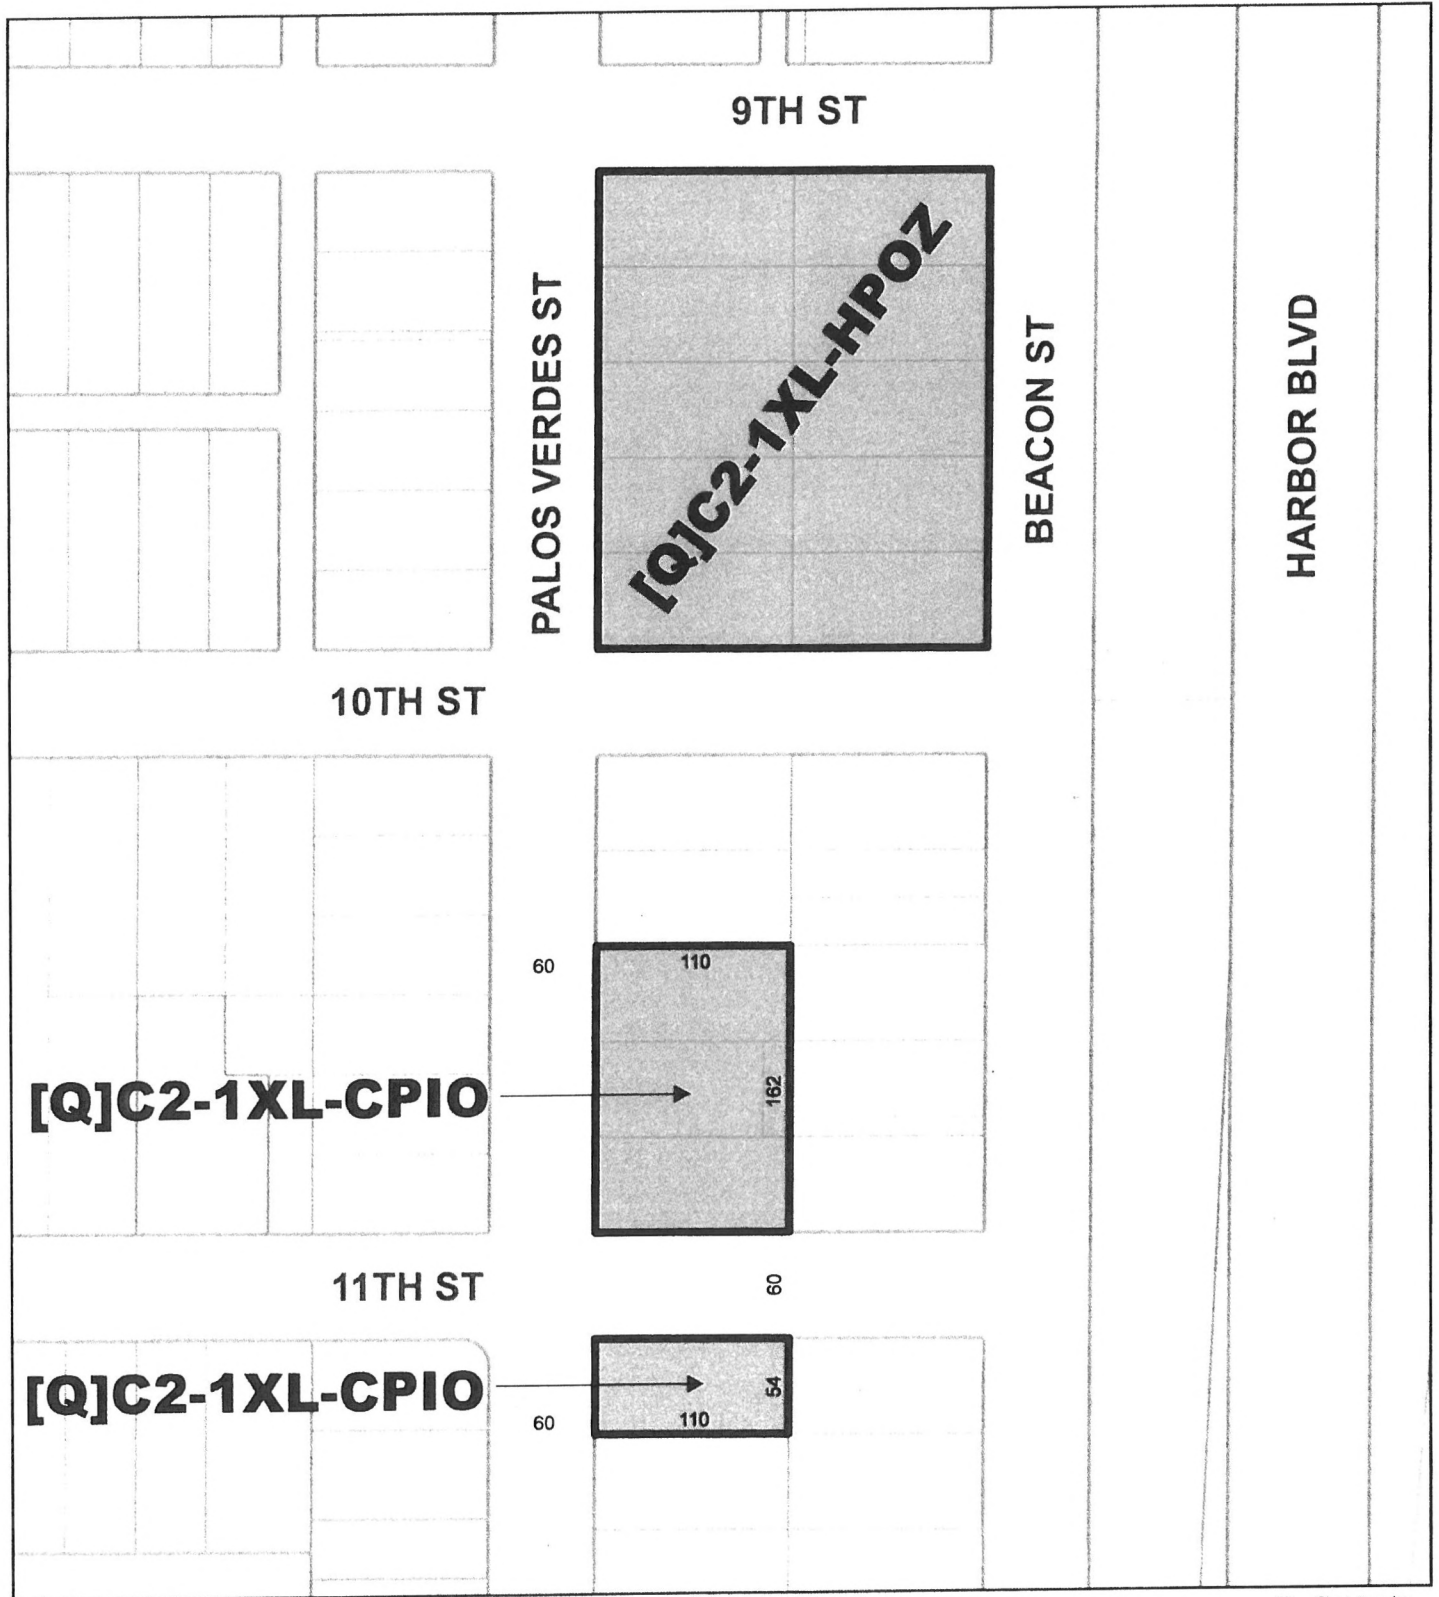 9TH ST
[Q]C2-1XL-HPOZ
PALOS VERDES ST
BEACON ST
HARBOR BLVD
10TH ST
60
110
[Q]C2-1XL-CPIO
162
11TH ST
60
[Q]C2-1XL-CPIO
54
60
110